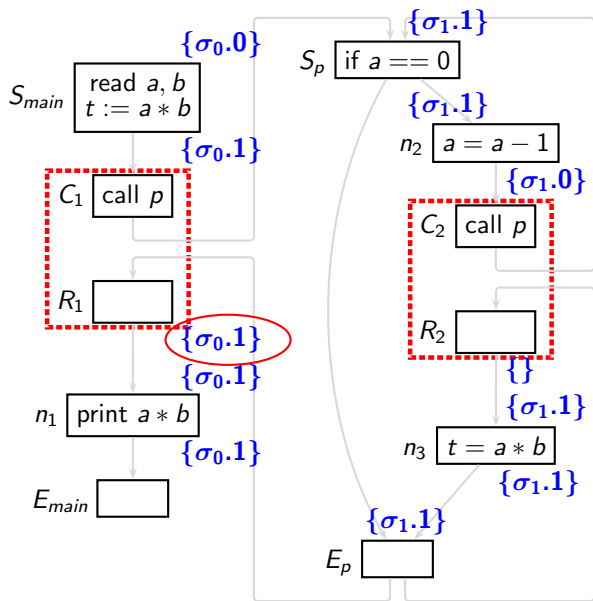 {σ₀.0}
S_main
read a, b
t := a ∗ b
{σ₀.1}
C₁ call p
R₁
{σ₀.1}
{σ₀.1}
n₁ print a ∗ b
{σ₀.1}
E_main
{σ₁.1}
S_p if a == 0
{σ₁.1}
n₂ a = a − 1
{σ₁.0}
C₂ call p
R₂
{}
{σ₁.1}
n₃ t = a ∗ b
{σ₁.1}
{σ₁.1}
E_p